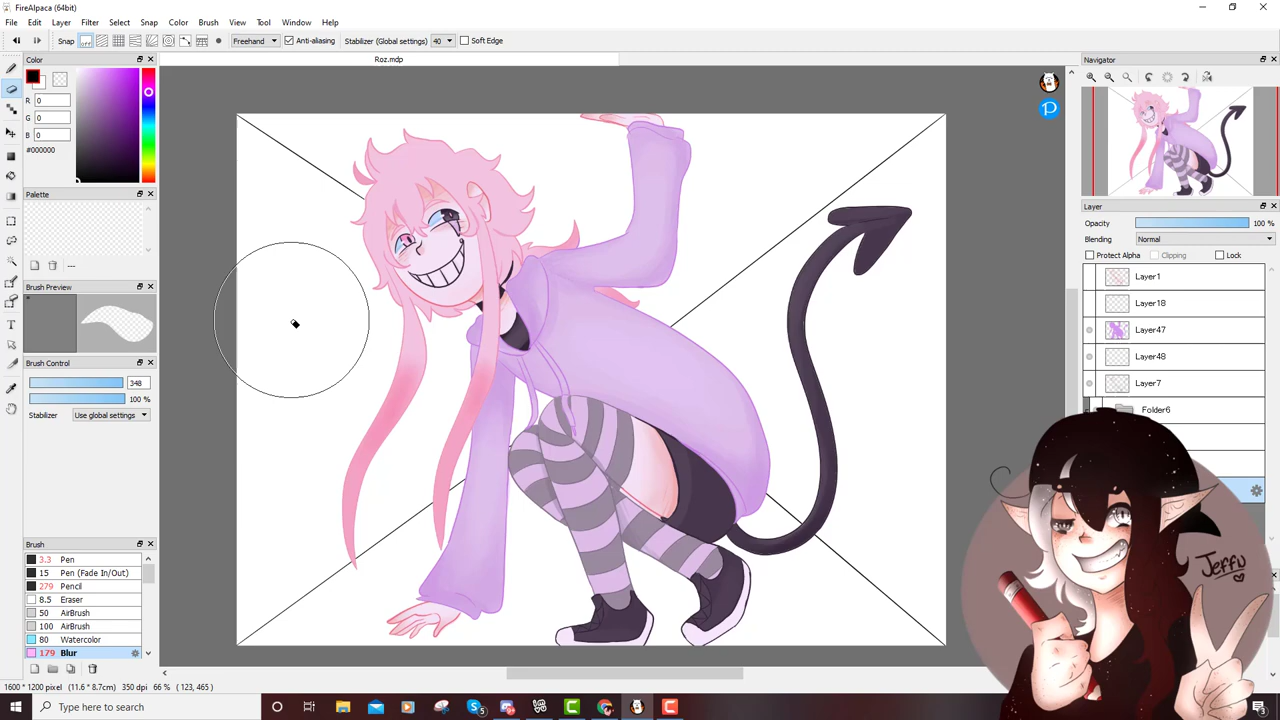 FireAlpaca (64bit)
File Edit Layer Filter Select Snap Color Brush View Tool Window Help
Snap OFF Freehand Anti-aliasing Stabilizer (Global settings) 40 Soft Edge
Roz.mdp
Color
R 0
G 0
B 0
#000000
Palette
---
Brush Preview
Brush Control
348
100 %
Stabilizer Use global settings
Brush
3.3 Pen
15 Pen (Fade In/Out)
279 Pencil
8.5 Eraser
50 AirBrush
100 AirBrush
80 Watercolor
179 Blur
1600 * 1200 pixel (11.6 * 8.7cm) 350 dpi 96 % ( 123, 465)
Navigator
Layer
Opacity 100 %
Blending Normal
Protect Alpha Clipping Lock
Layer1
Layer18
Layer47
Layer48
Layer7
Folder6
Jeffu
Type here to search